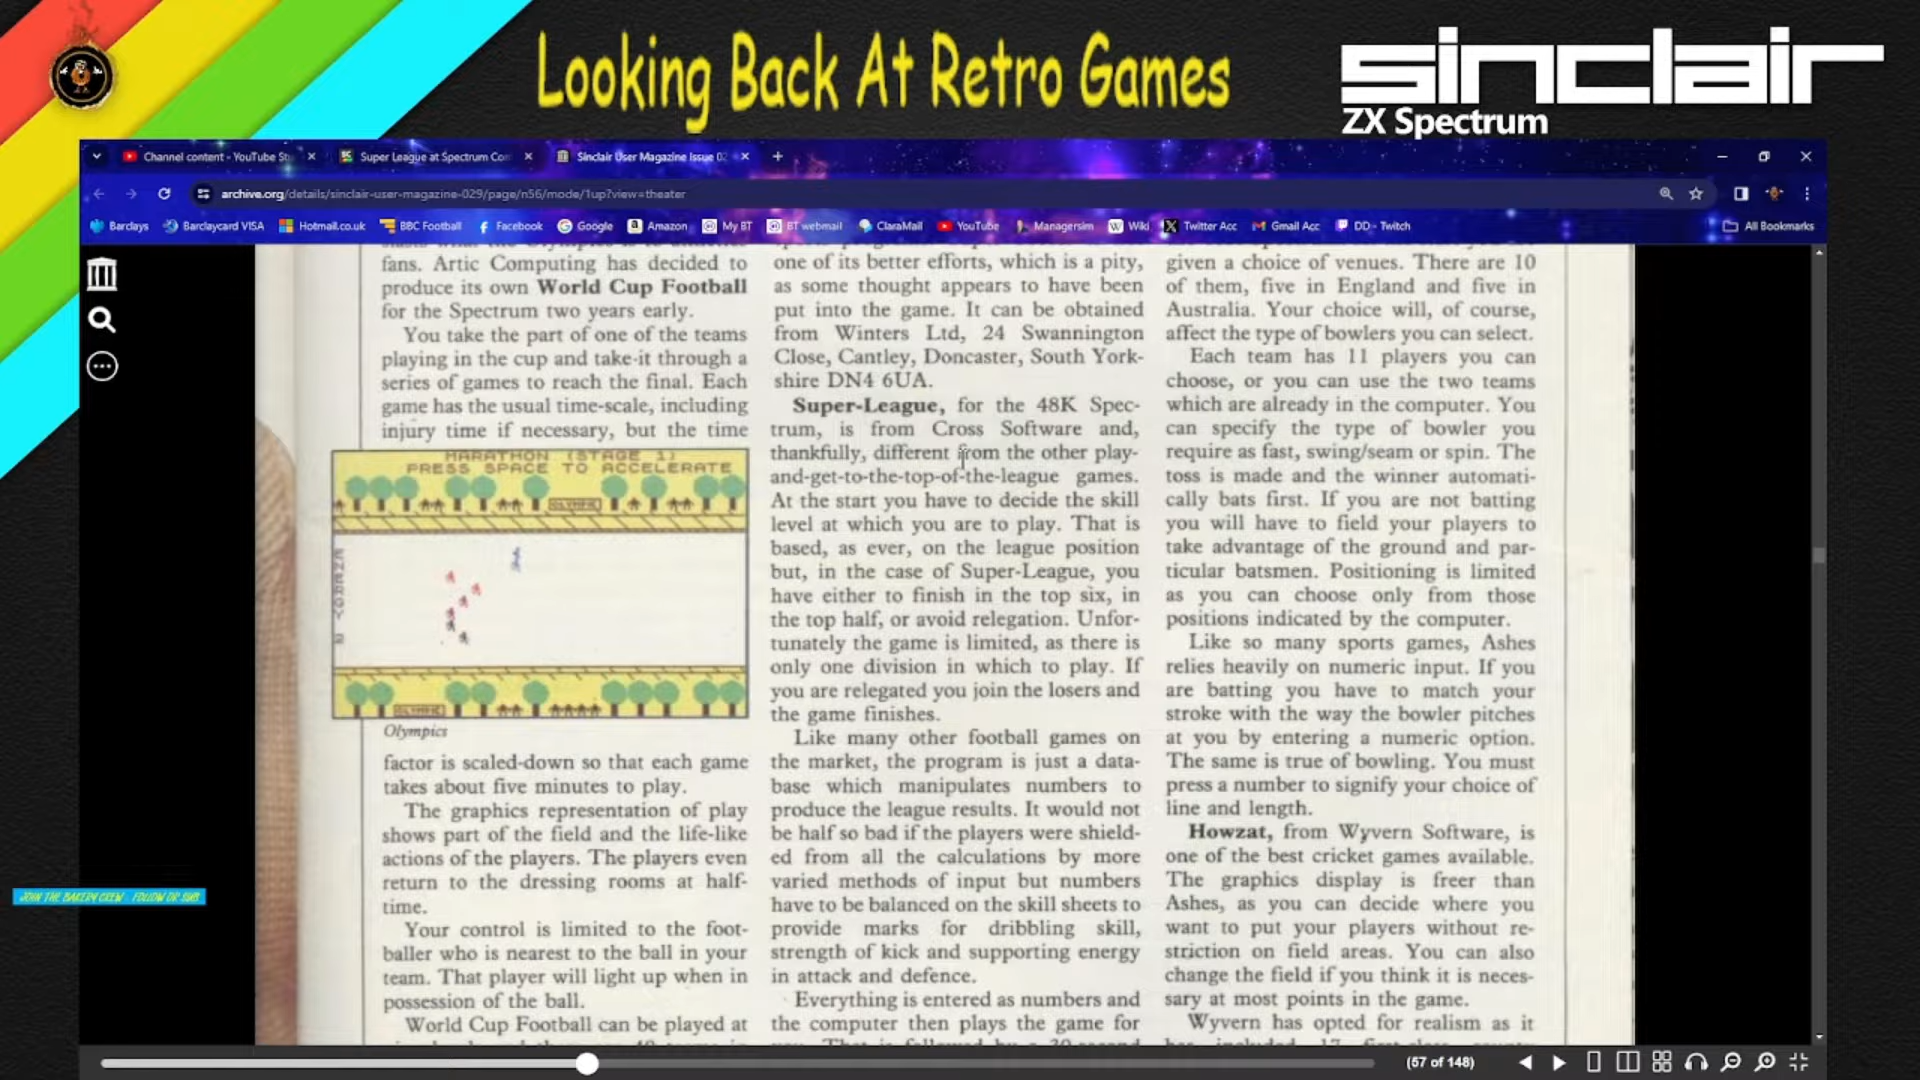 Looking Back At Retro Games
sinclair
ZX Spectrum
Channel content - YouTube St
Super League at Spectrum Con
Sinclair User Magazine Issue 02
archive.org/details/sinclair-user-magazine-029/page/n56/mode/1up?view=theater
Barclays
Barclaycard VISA
Hotmail.co.uk
BBC Football
Facebook
Google
Amazon
My BT
BT webmail
ClaraMail
YouTube
Managersim
Wiki
Twitter Acc
Gmail Acc
DD - Twitch
All Bookmarks
fans. Artic Computing has decided to
produce its own World Cup Football
for the Spectrum two years early.
You take the part of one of the teams
playing in the cup and take-it through a
series of games to reach the final. Each
game has the usual time-scale, including
injury time if necessary, but the time
MARATHON (STAGE 1)
PRESS SPACE TO ACCELERATE
OLYMPIC
ENERGY
OLYMPIC
Olympics
factor is scaled-down so that each game
takes about five minutes to play.
The graphics representation of play
shows part of the field and the life-like
actions of the players. The players even
return to the dressing rooms at half-
time.
Your control is limited to the foot-
baller who is nearest to the ball in your
team. That player will light up when in
possession of the ball.
World Cup Football can be played at
one of its better efforts, which is a pity,
as some thought appears to have been
put into the game. It can be obtained
from Winters Ltd, 24 Swannington
Close, Cantley, Doncaster, South York-
shire DN4 6UA.
Super-League, for the 48K Spec-
trum, is from Cross Software and,
thankfully, different from the other play-
and-get-to-the-top-of-the-league games.
At the start you have to decide the skill
level at which you are to play. That is
based, as ever, on the league position
but, in the case of Super-League, you
have either to finish in the top six, in
the top half, or avoid relegation. Unfor-
tunately the game is limited, as there is
only one division in which to play. If
you are relegated you join the losers and
the game finishes.
Like many other football games on
the market, the program is just a data-
base which manipulates numbers to
produce the league results. It would not
be half so bad if the players were shield-
ed from all the calculations by more
varied methods of input but numbers
have to be balanced on the skill sheets to
provide marks for dribbling skill,
strength of kick and supporting energy
in attack and defence.
Everything is entered as numbers and
the computer then plays the game for
given a choice of venues. There are 10
of them, five in England and five in
Australia. Your choice will, of course,
affect the type of bowlers you can select.
Each team has 11 players you can
choose, or you can use the two teams
which are already in the computer. You
can specify the type of bowler you
require as fast, swing/seam or spin. The
toss is made and the winner automati-
cally bats first. If you are not batting
you will have to field your players to
take advantage of the ground and par-
ticular batsmen. Positioning is limited
as you can choose only from those
positions indicated by the computer.
Like so many sports games, Ashes
relies heavily on numeric input. If you
are batting you have to match your
stroke with the way the bowler pitches
at you by entering a numeric option.
The same is true of bowling. You must
press a number to signify your choice of
line and length.
Howzat, from Wyvern Software, is
one of the best cricket games available.
The graphics display is freer than
Ashes, as you can decide where you
want to put your players without re-
striction on field areas. You can also
change the field if you think it is neces-
sary at most points in the game.
Wyvern has opted for realism as it
JOIN THE BAKERY CREW - FOLLOW OR SUB
(57 of 148)